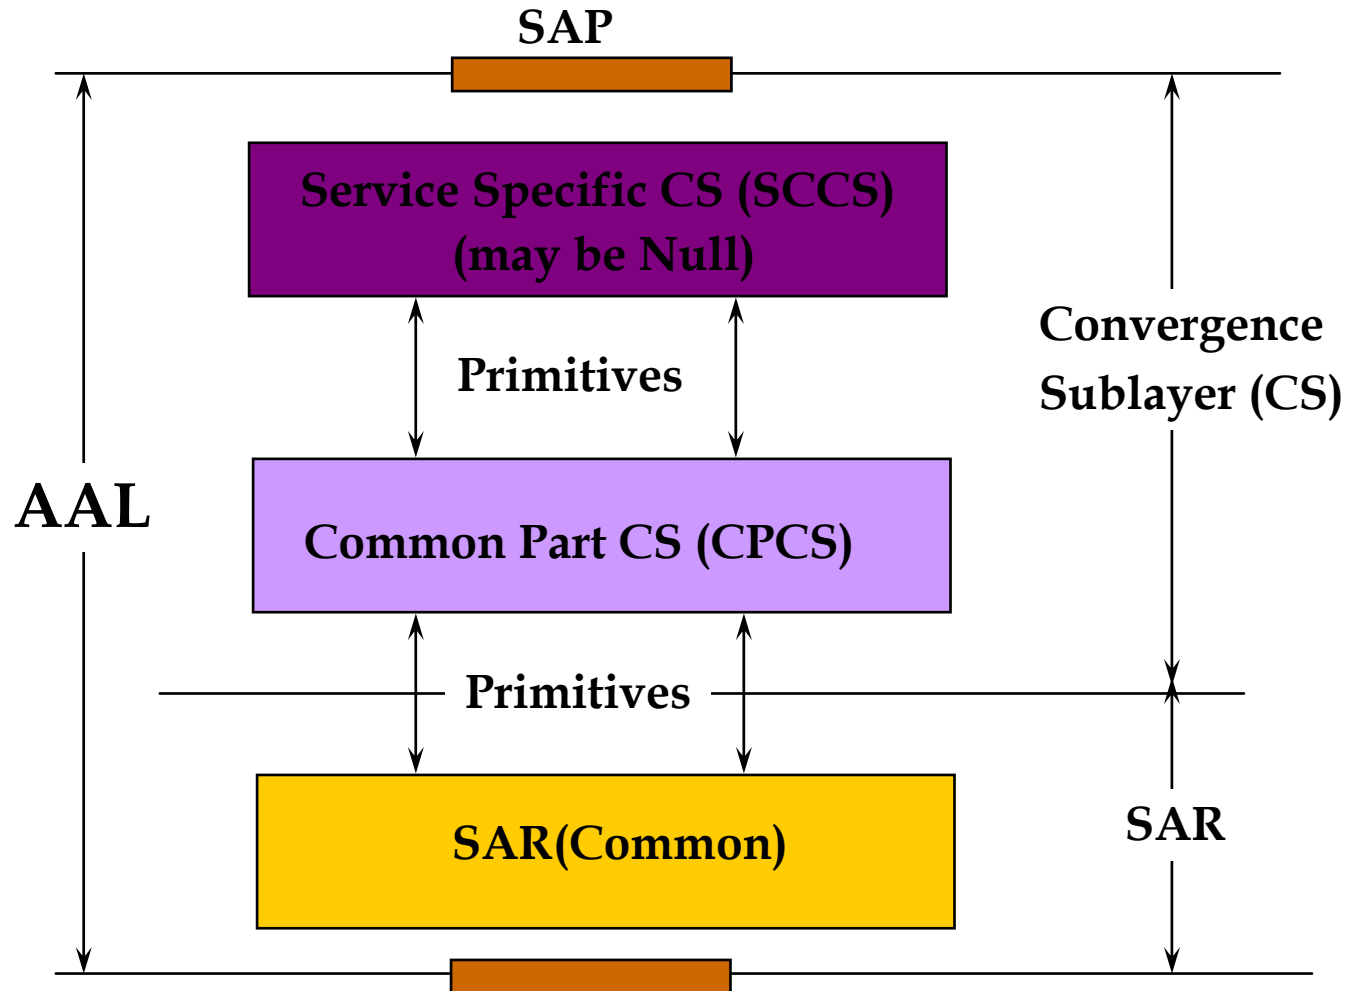 SAP
Service Specific CS (SCCS)
(may be Null)
Convergence
Primitives
Sublayer (CS)
AAL
Common Part CS (CPCS)
Primitives
SAR
SAR(Common)